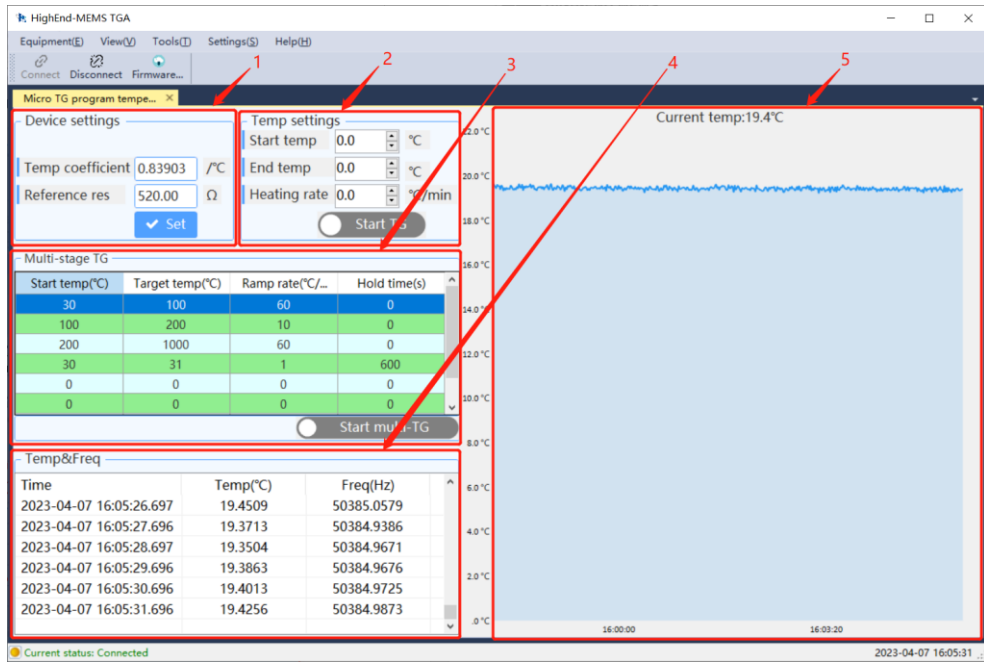 HighEnd-MEMS TGA
Equipment(E) View(V) Tools(T) Settings(S) Help(H)
Connect Disconnect Firmware...
1 2 3 4 5
Micro TG program tempe... ×
Device settings
Temp coefficient 0.83903 /℃
Reference res 520.00 Ω
Set
Temp settings
Start temp 0.0 ℃
End temp 0.0 ℃
Heating rate 0.0 ℃/min
Start TG
Multi-stage TG
Start temp(℃) Target temp(℃) Ramp rate(℃/... Hold time(s)
30 100 60 0
100 200 10 0
200 1000 60 0
30 31 1 600
0 0 0 0
0 0 0 0
Start multi-TG
Temp&Freq
Time Temp(℃) Freq(Hz)
2023-04-07 16:05:26.697 19.4509 50385.0579
2023-04-07 16:05:27.696 19.3713 50384.9386
2023-04-07 16:05:28.697 19.3504 50384.9671
2023-04-07 16:05:29.696 19.3863 50384.9676
2023-04-07 16:05:30.696 19.4013 50384.9725
2023-04-07 16:05:31.696 19.4256 50384.9873
Current temp:19.4℃
22.0℃
20.0℃
18.0℃
16.0℃
14.0℃
12.0℃
10.0℃
8.0℃
6.0℃
4.0℃
2.0℃
.0℃
16:00:00 16:03:20
Current status: Connected 2023-04-07 16:05:31